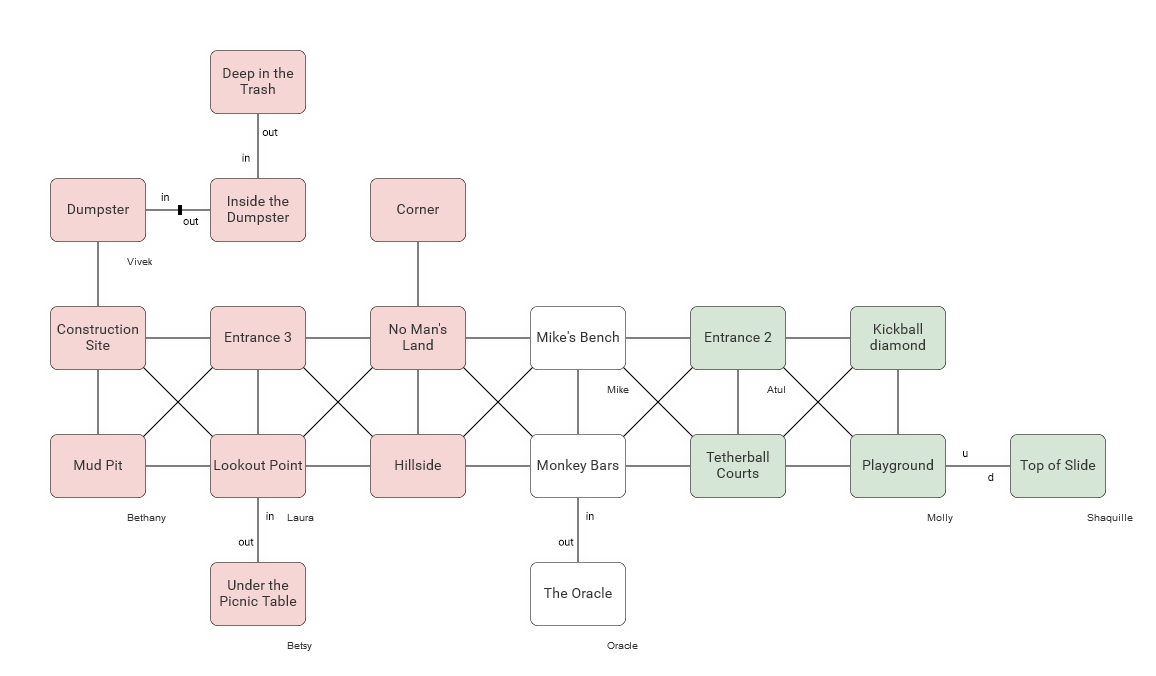 Deep in the
Trash
out
in
Dumpster
in
out
Inside the
Dumpster
Corner
Vivek
Construction
Site
Entrance 3
No Man's
Land
Mike's Bench
Entrance 2
Kickball
diamond
Mike
Atul
Mud Pit
Lookout Point
Hillside
Monkey Bars
Tetherball
Courts
Playground
u
d
Top of Slide
Bethany
in
Laura
in
Molly
Shaquille
out
out
Under the
Picnic Table
The Oracle
Betsy
Oracle